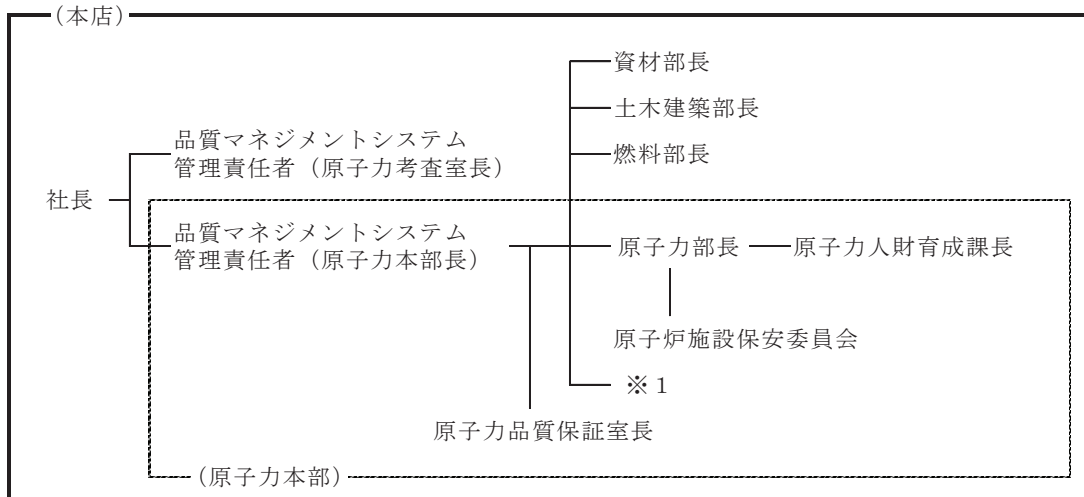 (本店)
資材部長
土木建築部長
燃料部長
品質マネジメントシステム
管理責任者（原子力考査室長）
社長
品質マネジメントシステム
管理責任者（原子力本部長）
原子力部長
原子力人財育成課長
原子炉施設保安委員会
※１
原子力品質保証室長
(原子力本部)